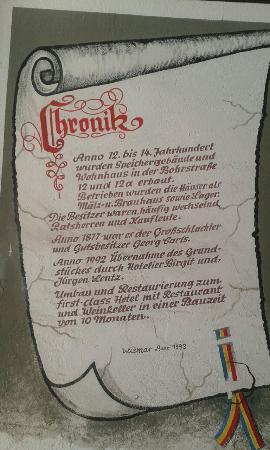 Chronik
Anno 12. bis 14. Jahrhundert
wurden Speichergebäude und
Wohnhaus in der Bohrstraße
12 und 12a erbaut.
Betrieben wurden die Häuser als
Malz- u. Brauhaus sowie Lager.
Die Besitzer waren häufig wechselnd
Ratsherren und Kaufleute.
Anno 1877 war es der Großschlachter
und Gutsbesitzer Georg
Anno 1992 Übernahme des Grund-
stückes durch Hotelier Birgit und
Jürgen Lentz.
Umbau und Restaurierung zum
first-class Hotel mit Restaurant
und Weinkeller in einer Bauzeit
von 10 Monaten.
Wismar 1993